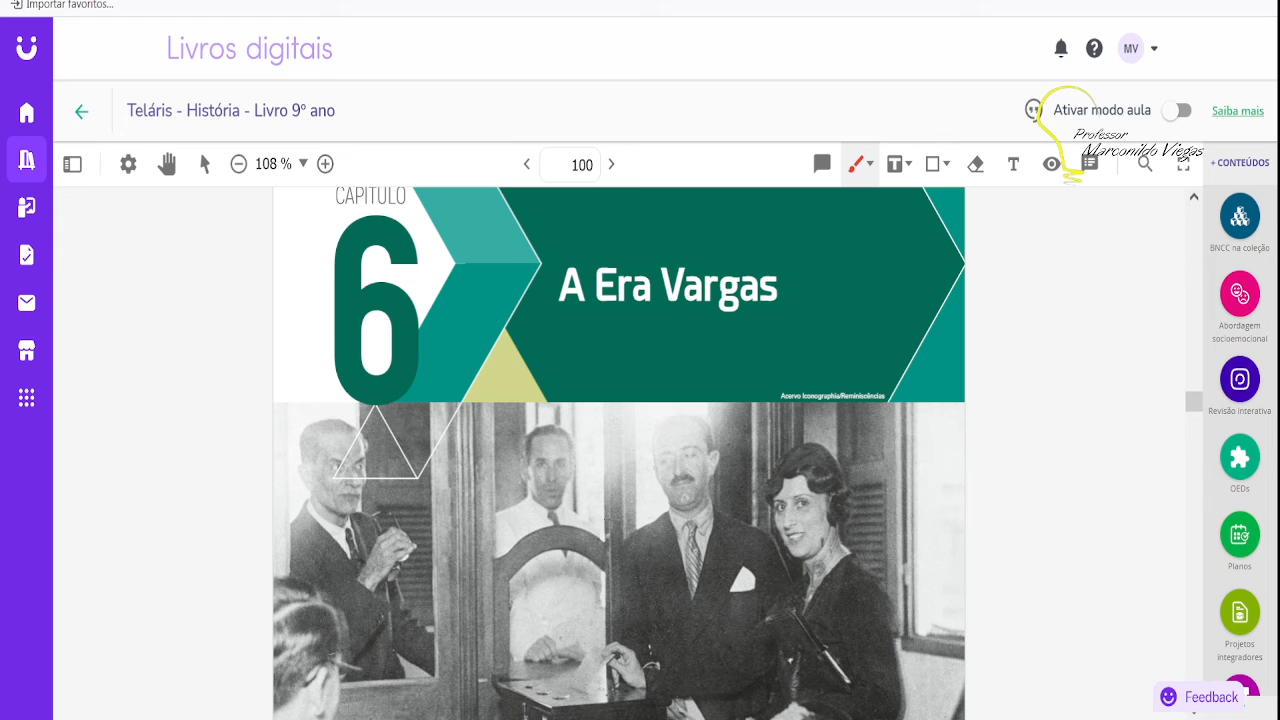 Importar favoritos...
Livros digitais
MV
Teláris - História - Livro 9º ano
Ativar modo aula
Saiba mais
Professor
Marconildo Viegas
108 %
100
+ CONTEÚDOS
CAPÍTULO
6
A Era Vargas
Acervo Iconographia/Reminiscências
BNCC na coleção
Abordagem
socioemocional
Revisão interativa
OEDs
Planos
Projetos
integradores
Feedback